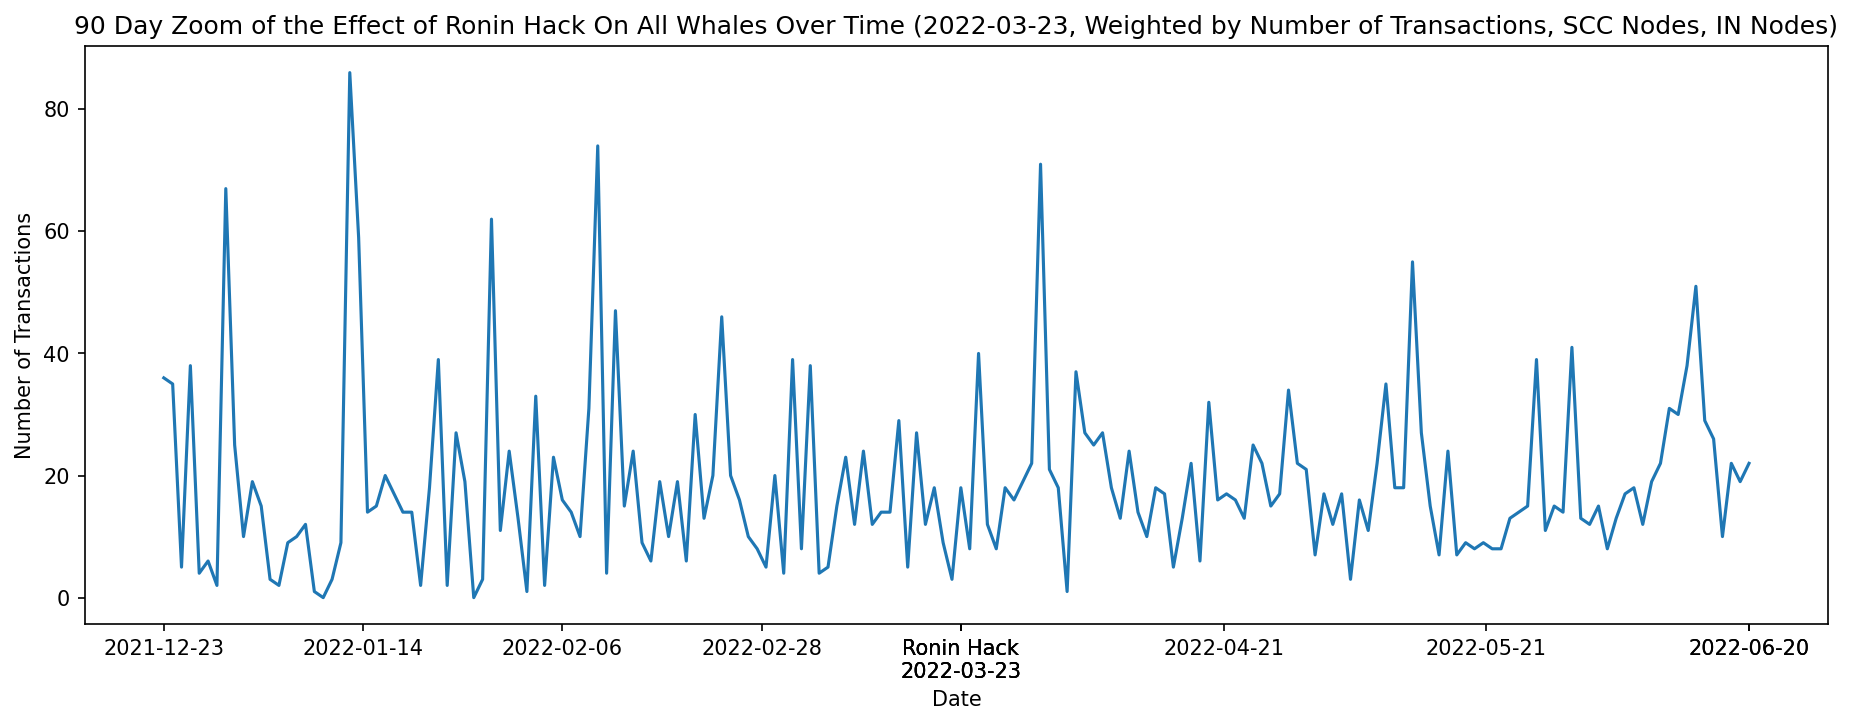 90 Day Zoom of the Effect of Ronin Hack On All Whales Over Time (2022-03-23, Weighted by Number of Transactions, SCC Nodes, IN Nodes)
Number of Transactions
80
60
40
20
0
2021-12-23 2022-01-14 2022-02-06 2022-02-28 Ronin Hack 2022-04-21 2022-05-21 2022-06-20
2022-03-23
Date